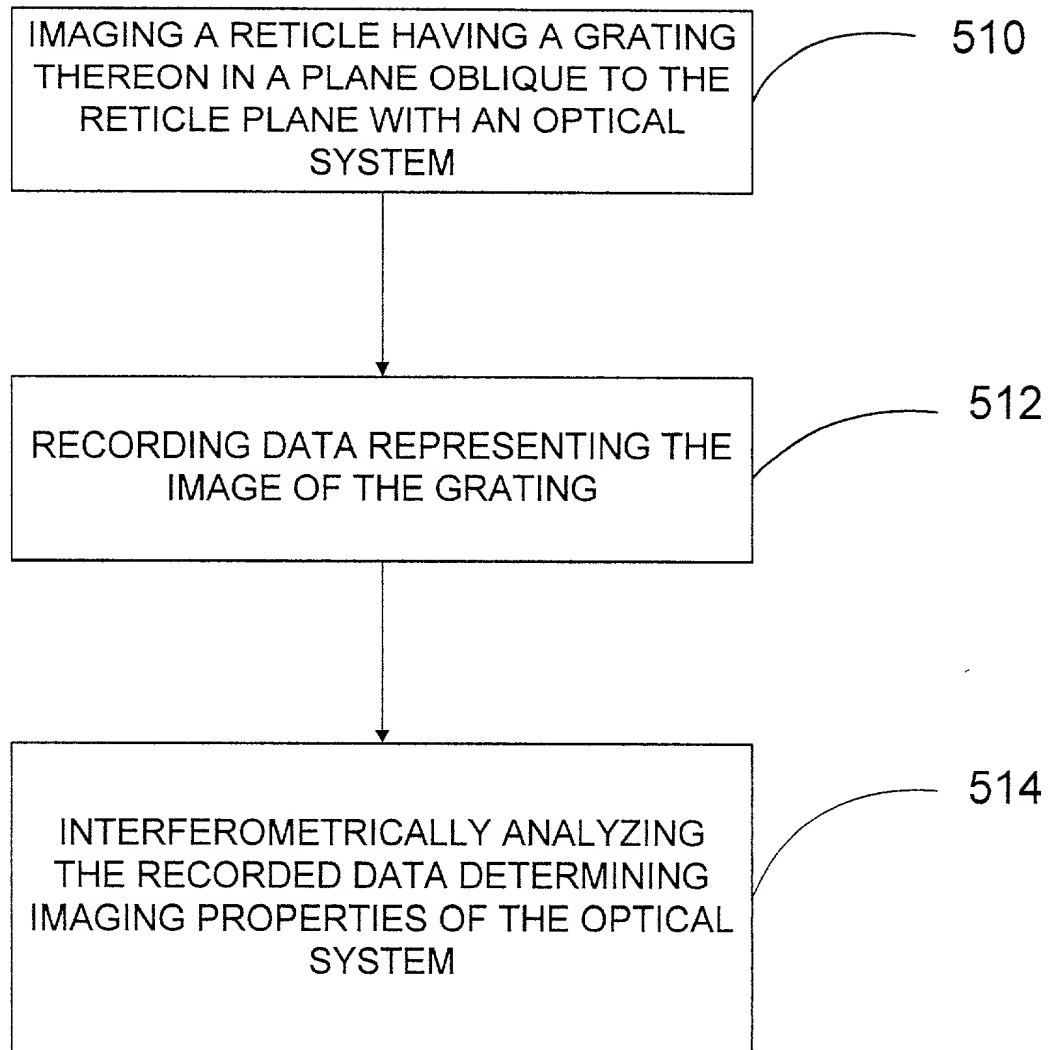 IMAGING A RETICLE HAVING A GRATING
THEREON IN A PLANE OBLIQUE TO THE
RETICLE PLANE WITH AN OPTICAL
SYSTEM
510
RECORDING DATA REPRESENTING THE
IMAGE OF THE GRATING
512
INTERFEROMETRICALLY ANALYZING
THE RECORDED DATA DETERMINING
IMAGING PROPERTIES OF THE OPTICAL
SYSTEM
514